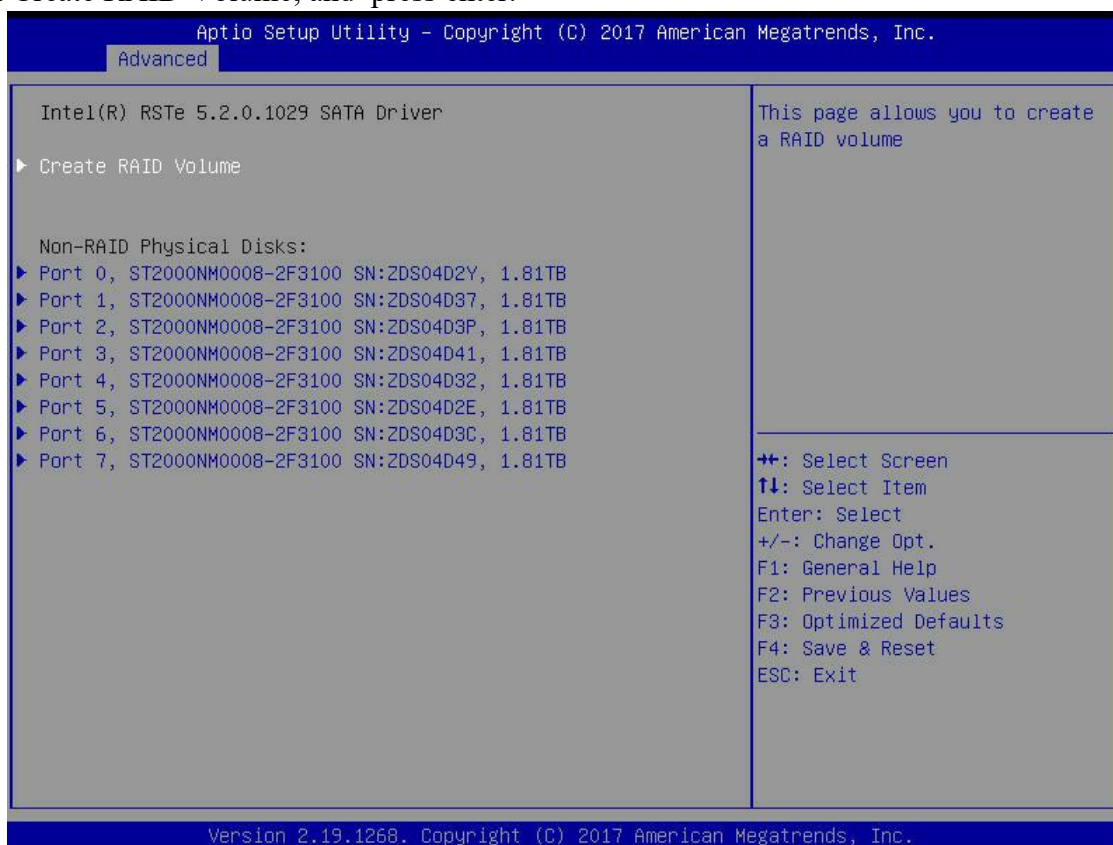 Create RAID Volume, and press enter.
Aptio Setup Utility – Copyright (C) 2017 American Megatrends, Inc.
Advanced
Intel(R) RSTe 5.2.0.1029 SATA Driver
▶ Create RAID Volume
Non-RAID Physical Disks:
▶ Port 0, ST2000NM0008-2F3100 SN:ZDS04D2Y, 1.81TB
▶ Port 1, ST2000NM0008-2F3100 SN:ZDS04D37, 1.81TB
▶ Port 2, ST2000NM0008-2F3100 SN:ZDS04D3P, 1.81TB
▶ Port 3, ST2000NM0008-2F3100 SN:ZDS04D41, 1.81TB
▶ Port 4, ST2000NM0008-2F3100 SN:ZDS04D32, 1.81TB
▶ Port 5, ST2000NM0008-2F3100 SN:ZDS04D2E, 1.81TB
▶ Port 6, ST2000NM0008-2F3100 SN:ZDS04D3C, 1.81TB
▶ Port 7, ST2000NM0008-2F3100 SN:ZDS04D49, 1.81TB
This page allows you to create
a RAID volume
→←: Select Screen
↑↓: Select Item
Enter: Select
+/-: Change Opt.
F1: General Help
F2: Previous Values
F3: Optimized Defaults
F4: Save & Reset
ESC: Exit
Version 2.19.1268. Copyright (C) 2017 American Megatrends, Inc.